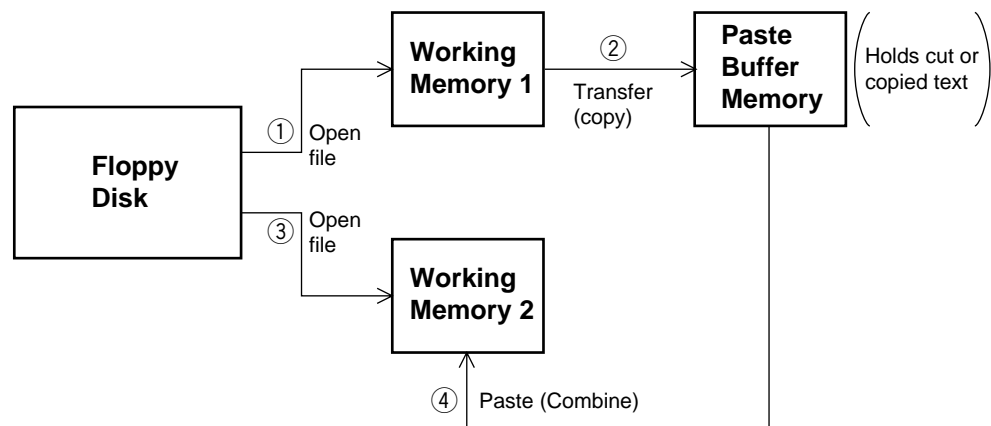 Floppy
Disk
① Open
file
Working
Memory 1
②
Transfer
(copy)
Paste
Buffer
Memory
(Holds cut or
copied text)
③ Open
file
Working
Memory 2
④ Paste (Combine)